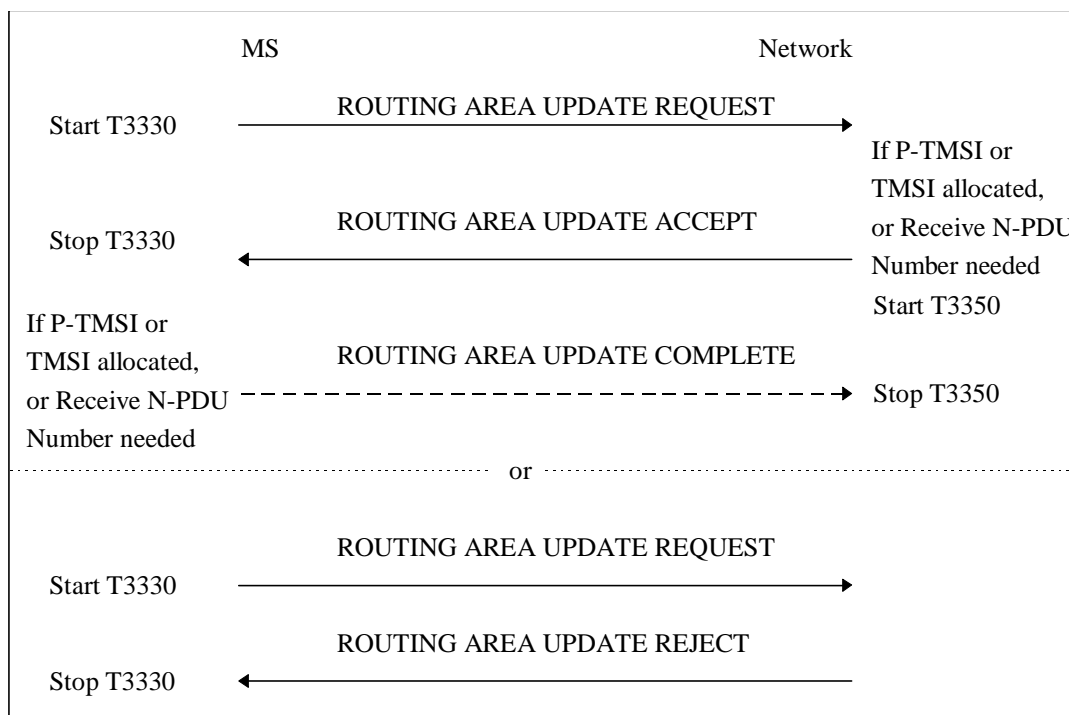 MS
Network
ROUTING AREA UPDATE REQUEST
Start T3330
If P-TMSI or
TMSI allocated,
or Receive N-PDU
Number needed
Start T3350
ROUTING AREA UPDATE ACCEPT
Stop T3330
If P-TMSI or
TMSI allocated,
or Receive N-PDU
Number needed
ROUTING AREA UPDATE COMPLETE
Stop T3350
or
ROUTING AREA UPDATE REQUEST
Start T3330
ROUTING AREA UPDATE REJECT
Stop T3330